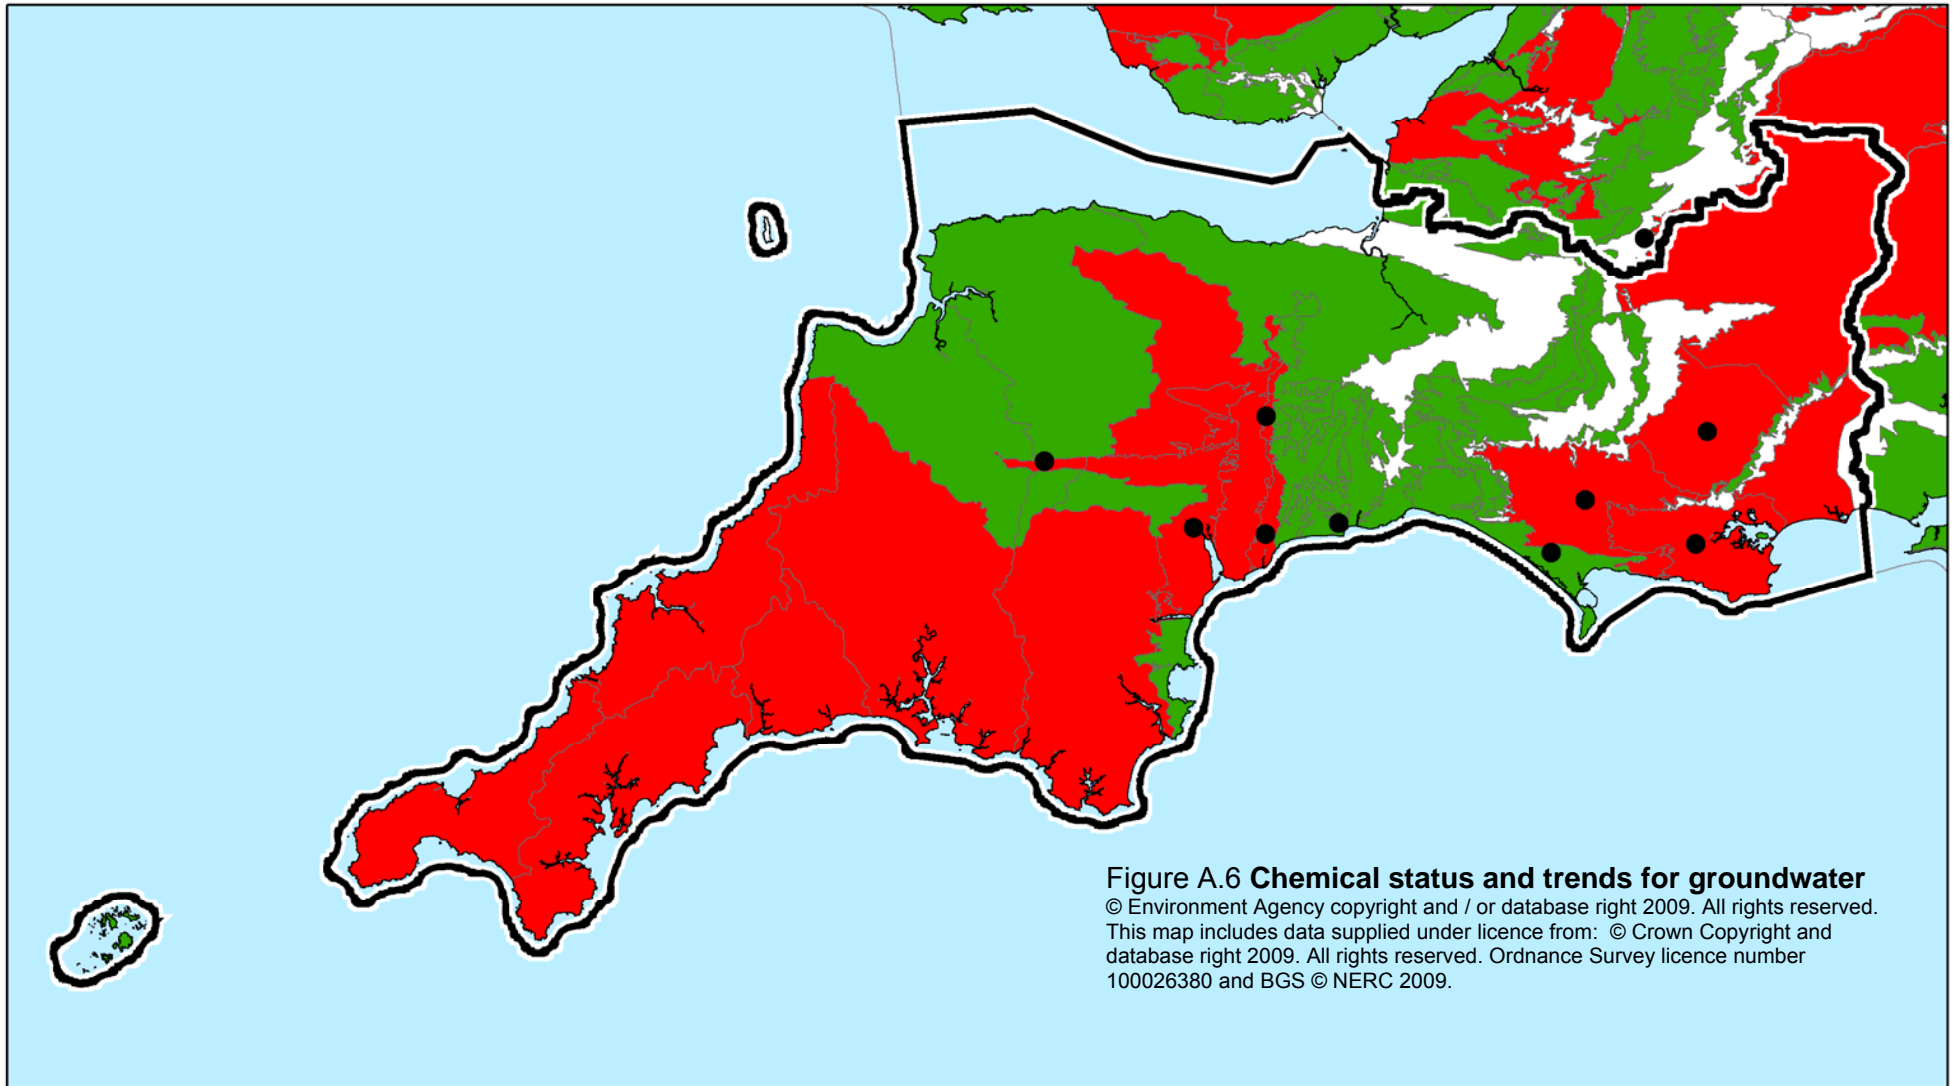 Figure A.6 Chemical status and trends for groundwater
© Environment Agency copyright and / or database right 2009. All rights reserved.
This map includes data supplied under licence from: © Crown Copyright and
database right 2009. All rights reserved. Ordnance Survey licence number
100026380 and BGS © NERC 2009.